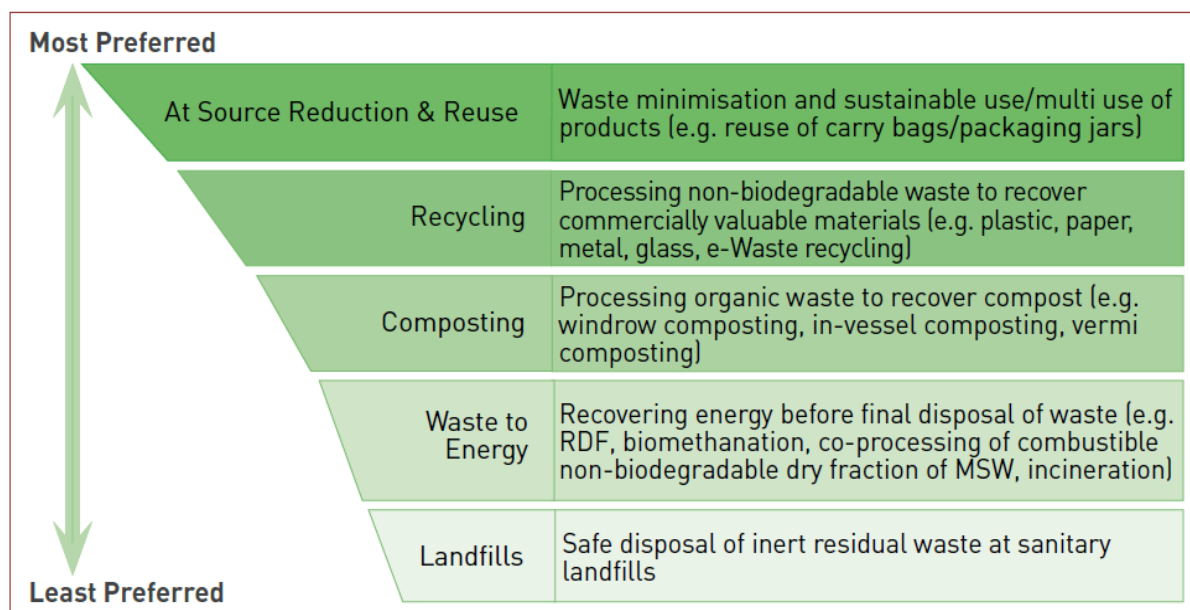 Most Preferred
At Source Reduction & Reuse
Waste minimisation and sustainable use/multi use of
products (e.g. reuse of carry bags/packaging jars)
Recycling
Processing non-biodegradable waste to recover
commercially valuable materials (e.g. plastic, paper,
metal, glass, e-Waste recycling)
Composting
Processing organic waste to recover compost (e.g.
windrow composting, in-vessel composting, vermi
composting)
Waste to
Energy
Recovering energy before final disposal of waste (e.g.
RDF, biomethanation, co-processing of combustible
non-biodegradable dry fraction of MSW, incineration)
Landfills
Safe disposal of inert residual waste at sanitary
landfills
Least Preferred